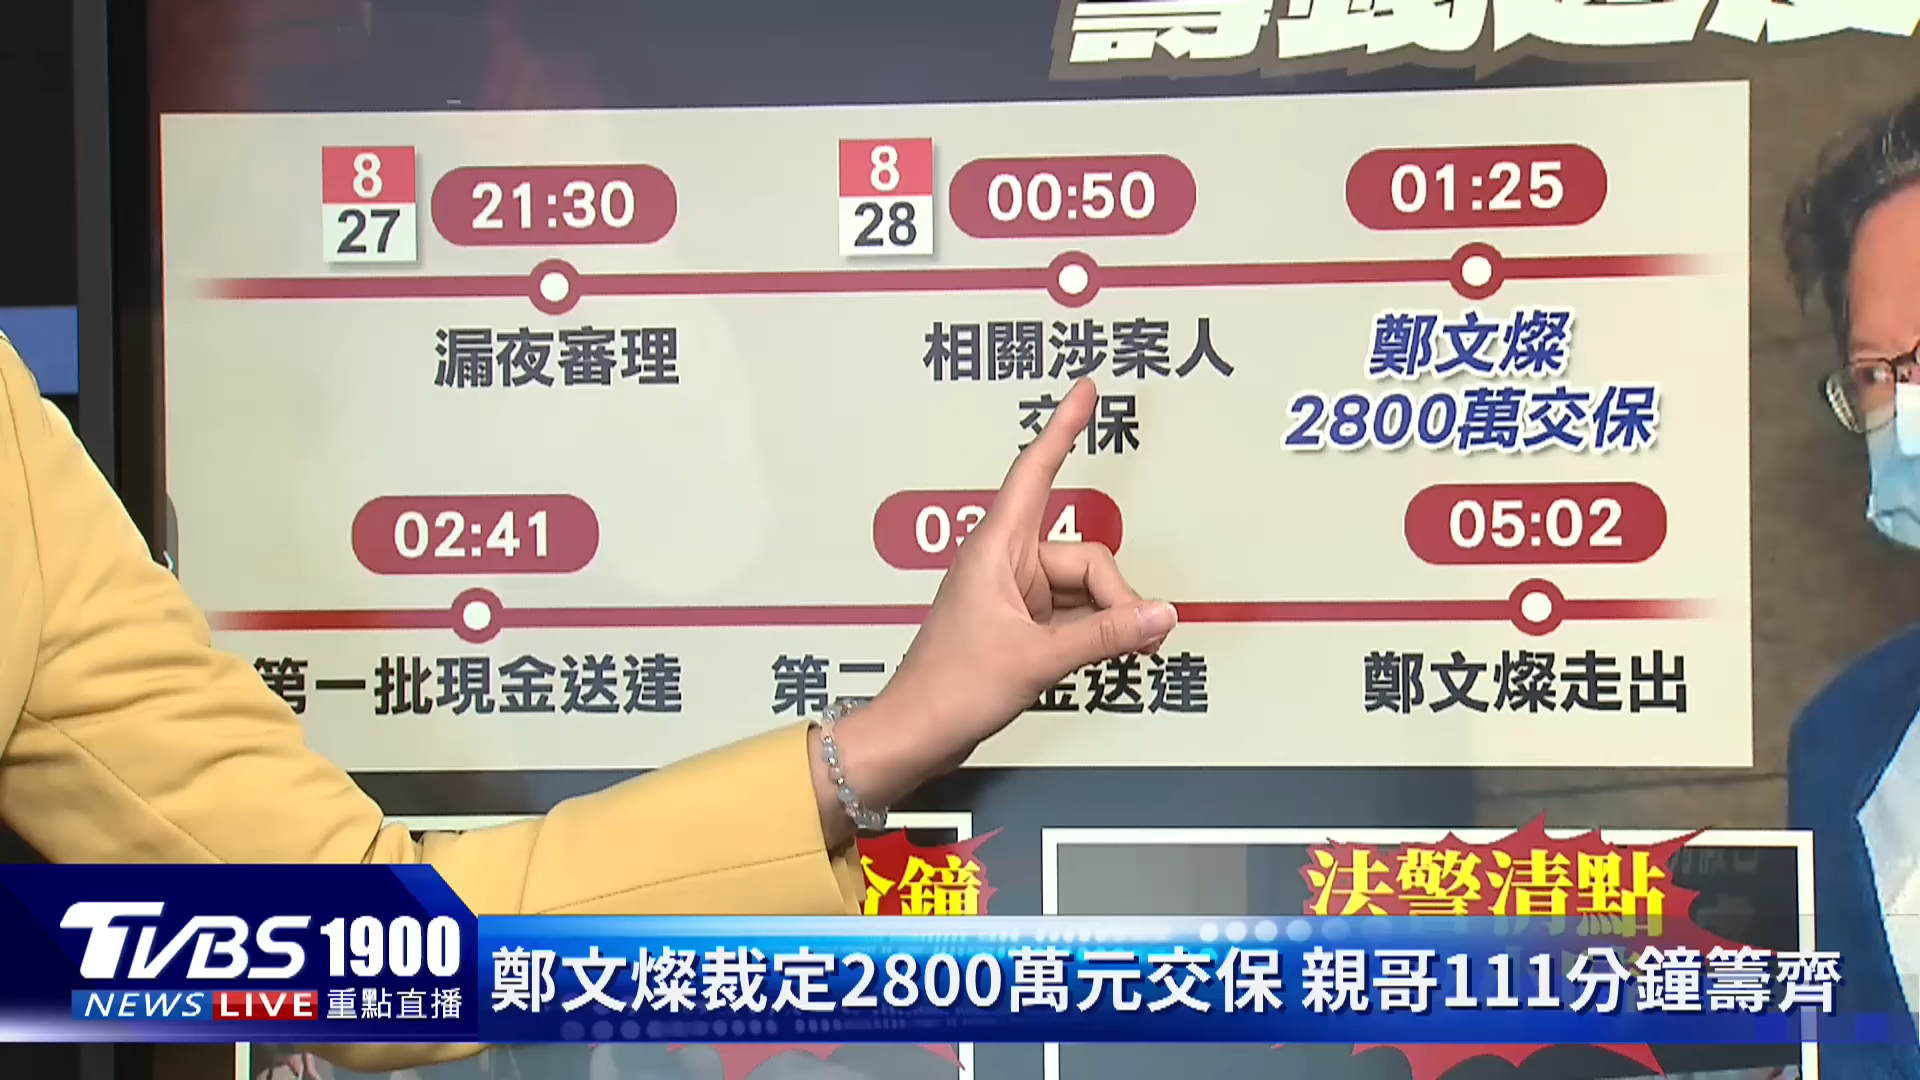 8
27
21:30
8
28
00:50
01:25
漏夜審理
相關涉案人
交保
鄭文燦
2800萬交保
02:41
05:02
第一批現金送達
鄭文燦走出
分鐘
法警清點
TVBS
NEWS LIVE
1900
重點直播
鄭文燦裁定2800萬元交保 親哥111分鐘籌齊